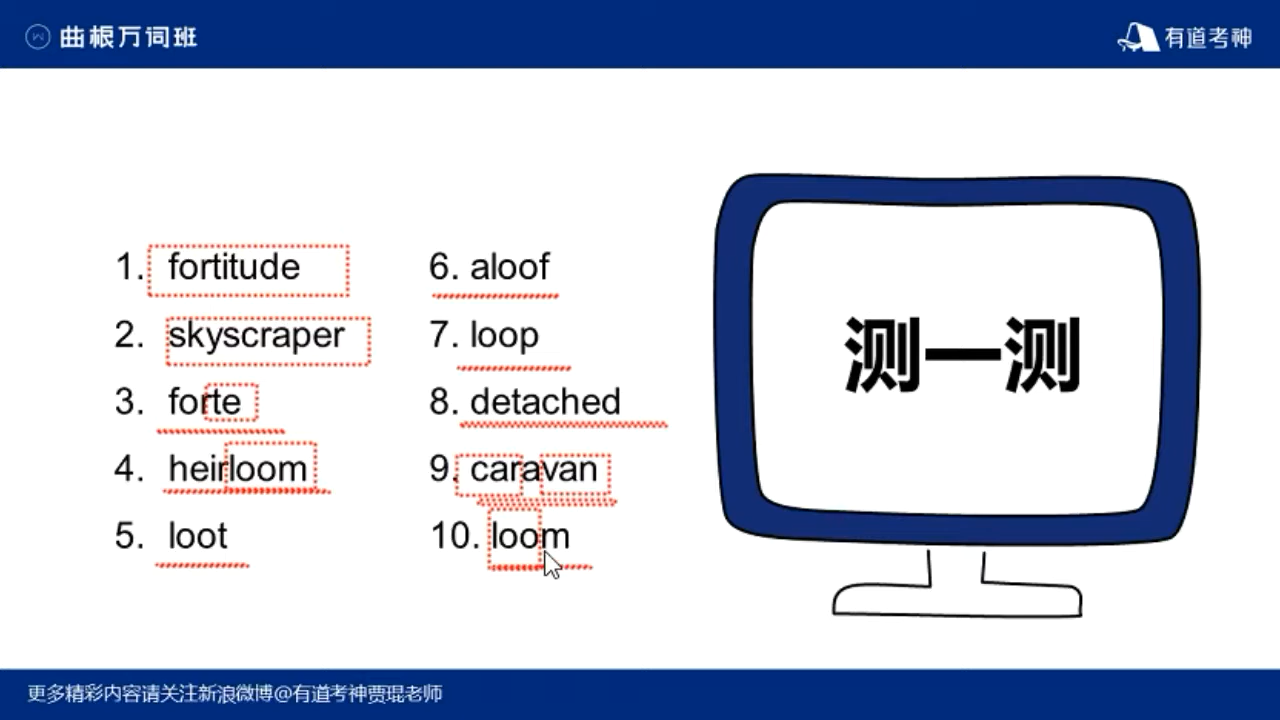 曲根万词班
有道考神
1. fortitude
2. skyscraper
3. forte
4. heirloom
5. loot
6. aloof
7. loop
8. detached
9. caravan
10. loom
测一测
更多精彩内容请关注新浪微博@有道考神贾琨老师